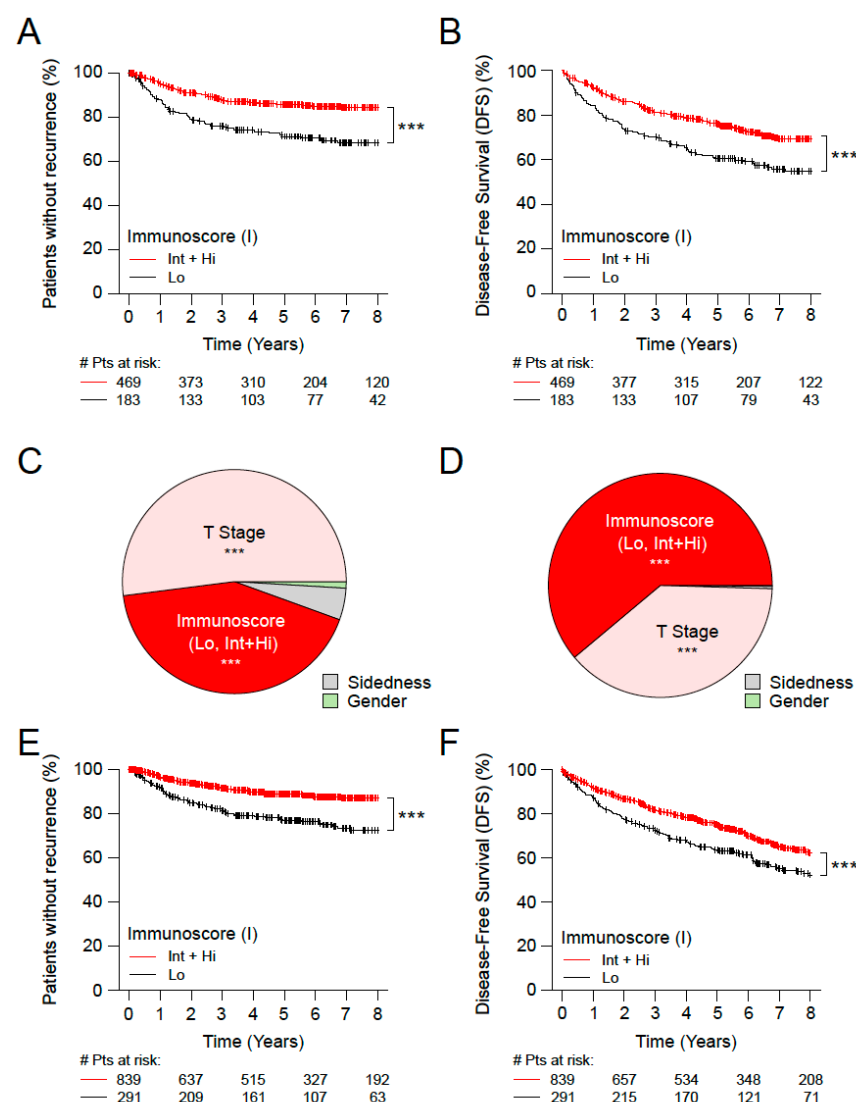 A
Patients without recurrence (%)
100
80
60
40
20
0
***
Immunoscore (I)
Int + Hi
Lo
0 1 2 3 4 5 6 7 8
Time (Years)
# Pts at risk:
469 373 310 204 120
183 133 103 77 42
B
Disease-Free Survival (DFS) (%)
100
80
60
40
20
0
***
Immunoscore (I)
Int + Hi
Lo
0 1 2 3 4 5 6 7 8
Time (Years)
# Pts at risk:
469 377 315 207 122
183 133 107 79 43
C
T Stage
***
Immunoscore
(Lo, Int+Hi)
***
Sidedness
Gender
D
Immunoscore
(Lo, Int+Hi)
***
T Stage
***
Sidedness
Gender
E
Patients without recurrence (%)
100
80
60
40
20
0
***
Immunoscore (I)
Int + Hi
Lo
0 1 2 3 4 5 6 7 8
Time (Years)
# Pts at risk:
839 637 515 327 192
291 209 161 107 63
F
Disease-Free Survival (DFS) (%)
100
80
60
40
20
0
***
Immunoscore (I)
Int + Hi
Lo
0 1 2 3 4 5 6 7 8
Time (Years)
# Pts at risk:
839 657 534 348 208
291 215 170 121 71